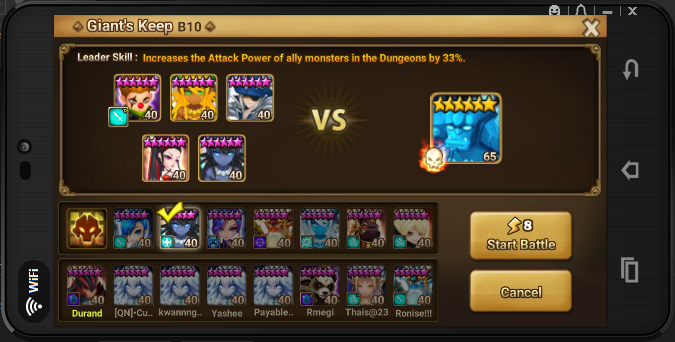 Giant's Keep B10
Leader Skill : Increases the Attack Power of ally monsters in the Dungeons by 33%.
40 40 40
VS
65
40 40
8
Start Battle
40 40 40 40 40 40 40
Cancel
40 40 40 40 40 40 40 40
Durand [QN]•Cu.. kwannng.. Yashee Payable.. Rmegi Thais@23 Ronise!!!
WiFi